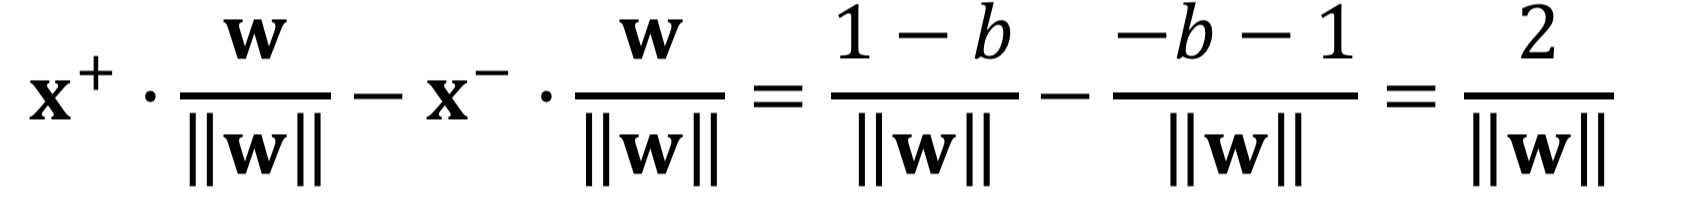 x⁺ · w/||w|| − x⁻ · w/||w|| = (1 − b)/||w|| − (−b − 1)/||w|| = 2/||w||